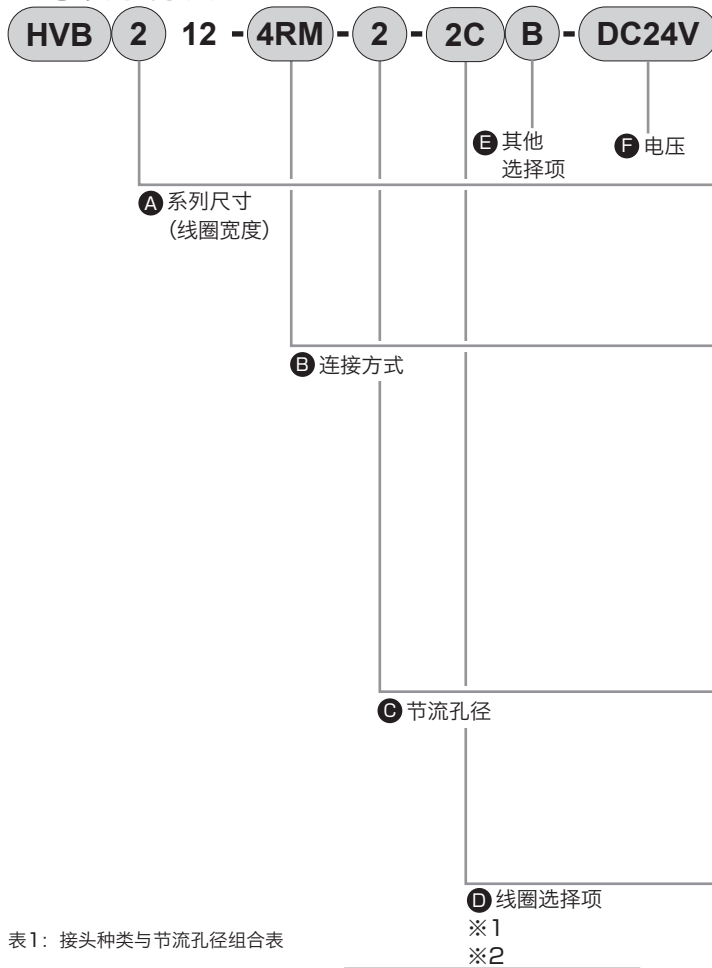 HVB 2 12 - 4RM - 2 - 2C B - DC24V
E 其他
选择项
F 电压
A 系列尺寸
（线圈宽度）
B 连接方式
C 节流孔径
D 线圈选择项
※1
※2
表1：接头种类与节流孔径组合表